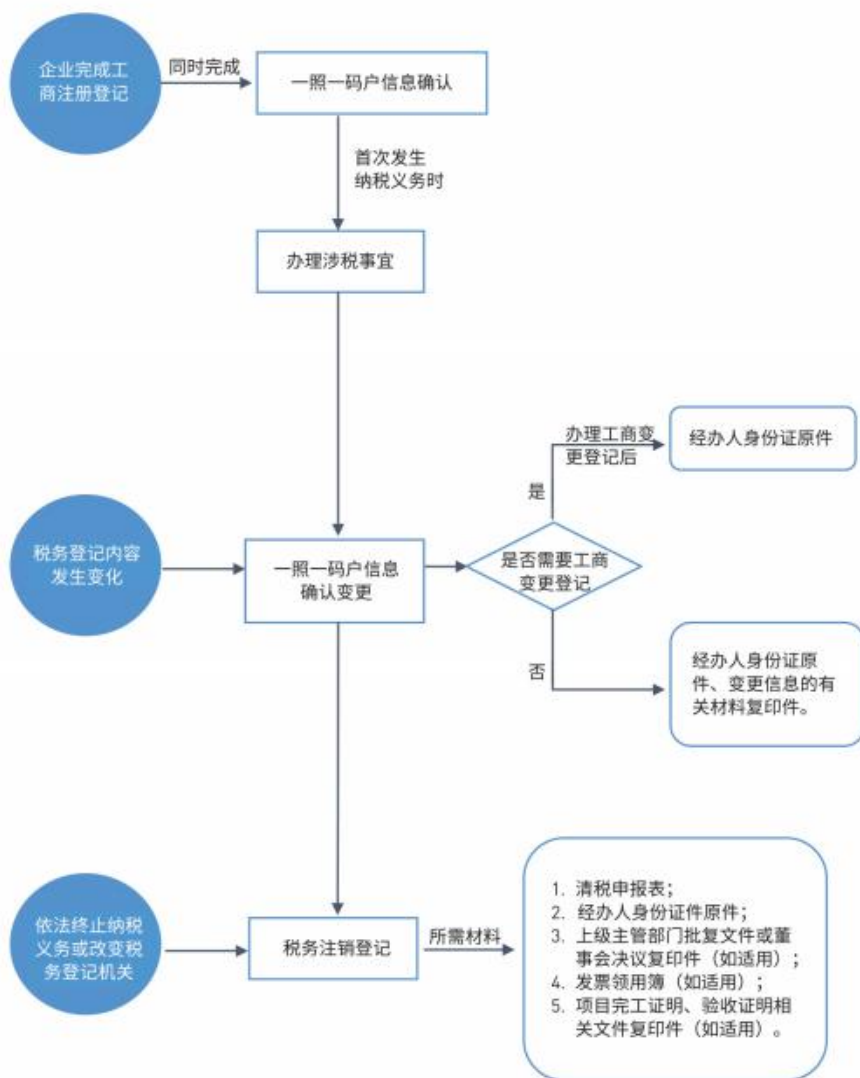 企业完成工
商注册登记
同时完成
一照一码户信息确认
首次发生
纳税义务时
办理涉税事宜
办理工商变
更登记后
经办人身份证原件
是
税务登记内容
发生变化
一照一码户信息
确认变更
是否需要工商
变更登记
否
经办人身份证原
件、变更信息的有
关材料复印件。
依法终止纳税
义务或改变税
务登记机关
税务注销登记
所需材料
1. 清税申报表；
2. 经办人身份证件原件；
3. 上级主管部门批复文件或董
事会决议复印件（如适用）；
4. 发票领用簿（如适用）；
5. 项目完工证明、验收证明相
关文件复印件（如适用）。